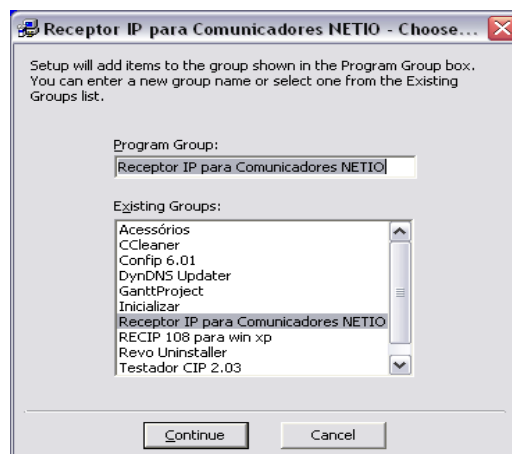 Receptor IP para Comunicadores NETIO - Choose...
Setup will add items to the group shown in the Program Group box.
You can enter a new group name or select one from the Existing
Groups list.
Program Group:
Receptor IP para Comunicadores NETIO
Existing Groups:
Acessórios
CCleaner
Confip 6.01
DynDNS Updater
GanttProject
Inicializar
Receptor IP para Comunicadores NETIO
RECIP 108 para win xp
Revo Uninstaller
Testador CIP 2.03
Continue
Cancel